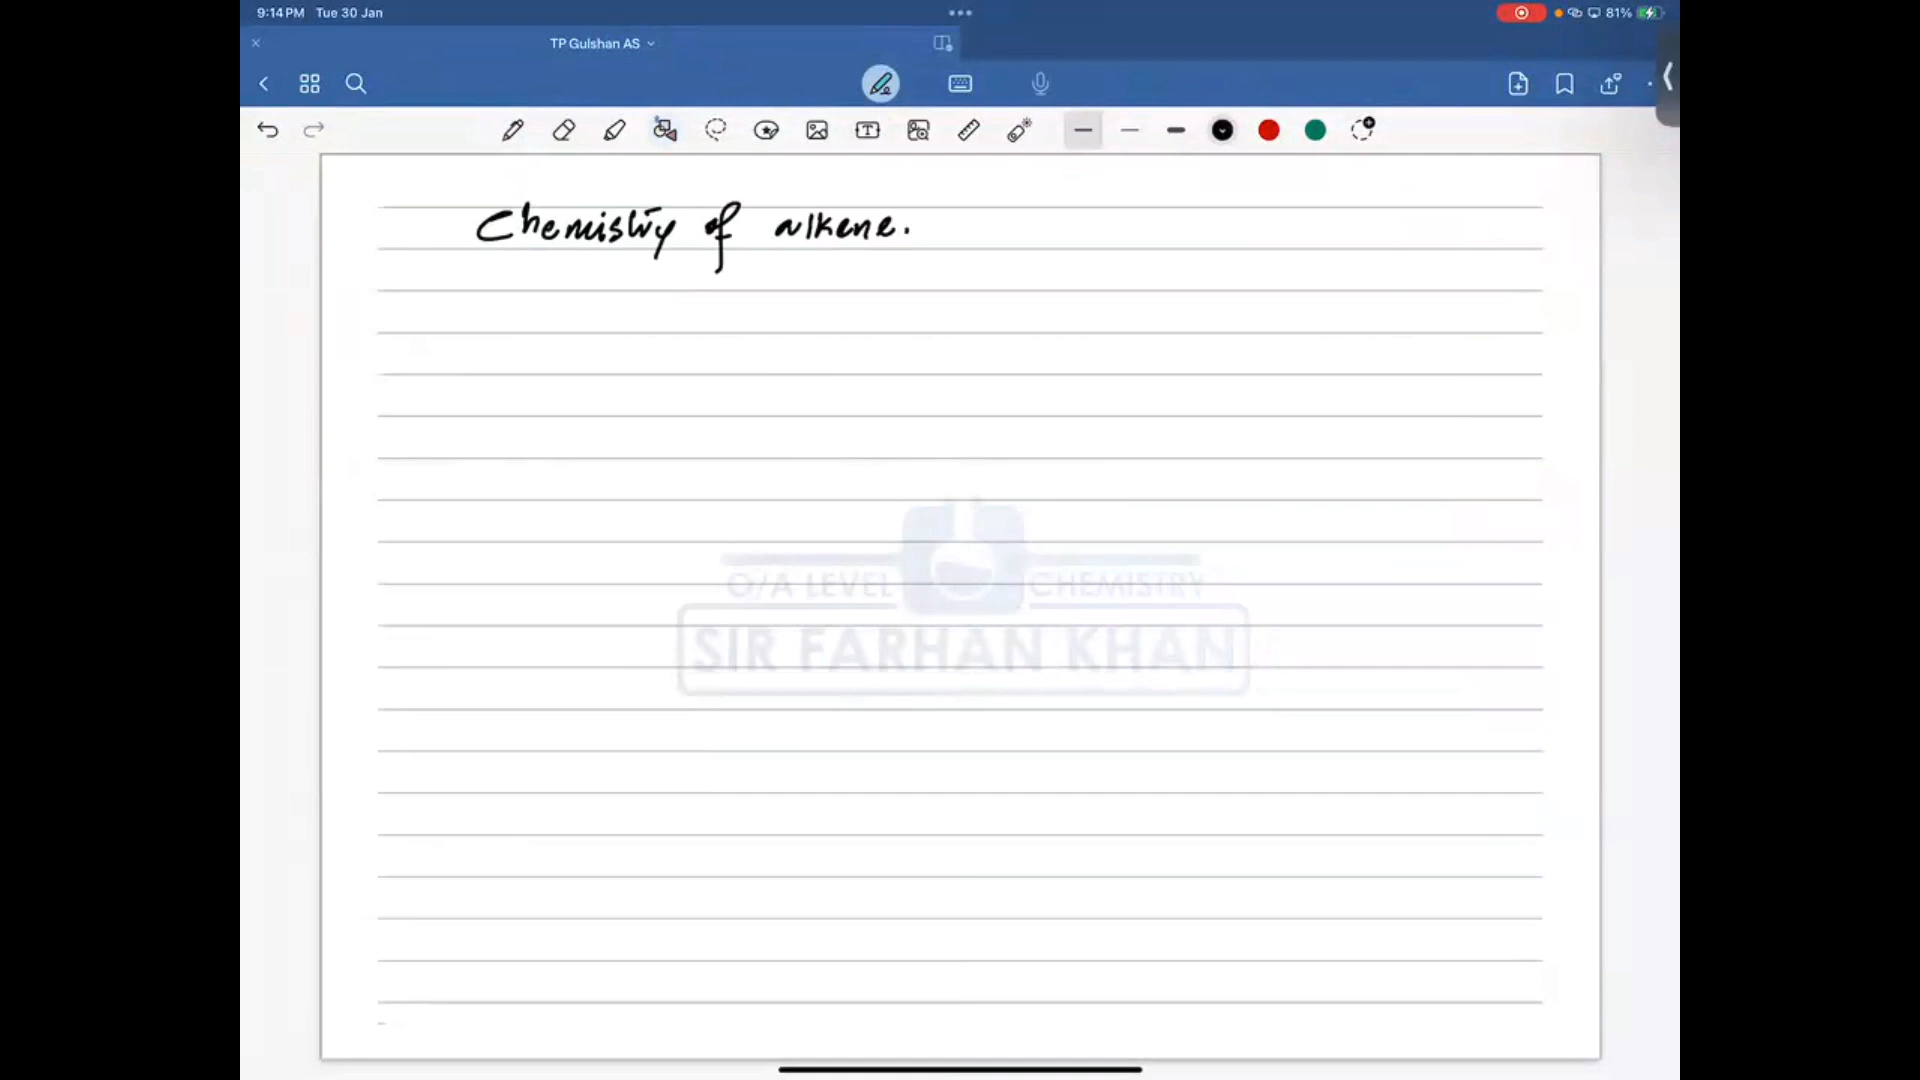 9:14 PM Tue 30 Jan
81%
TP Gulshan AS
Chemistry of alkene.
O/A LEVEL CHEMISTRY
SIR FARHAN KHAN